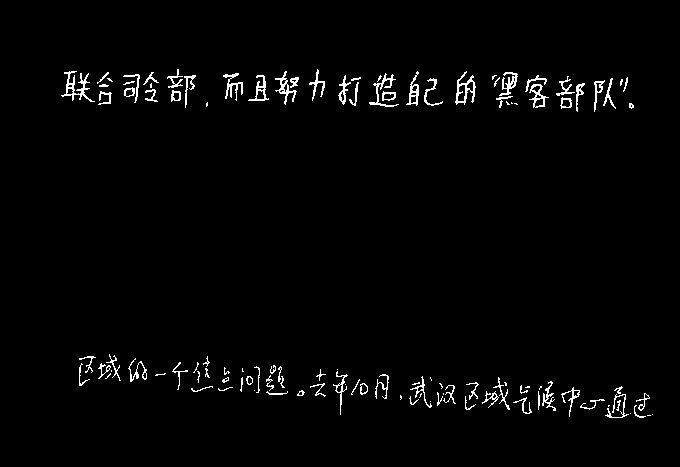 联合司令部,而且努力打造自己的“黑客部队”。
区域的一个焦点问题。去年10月,武汉区域气候中心通过